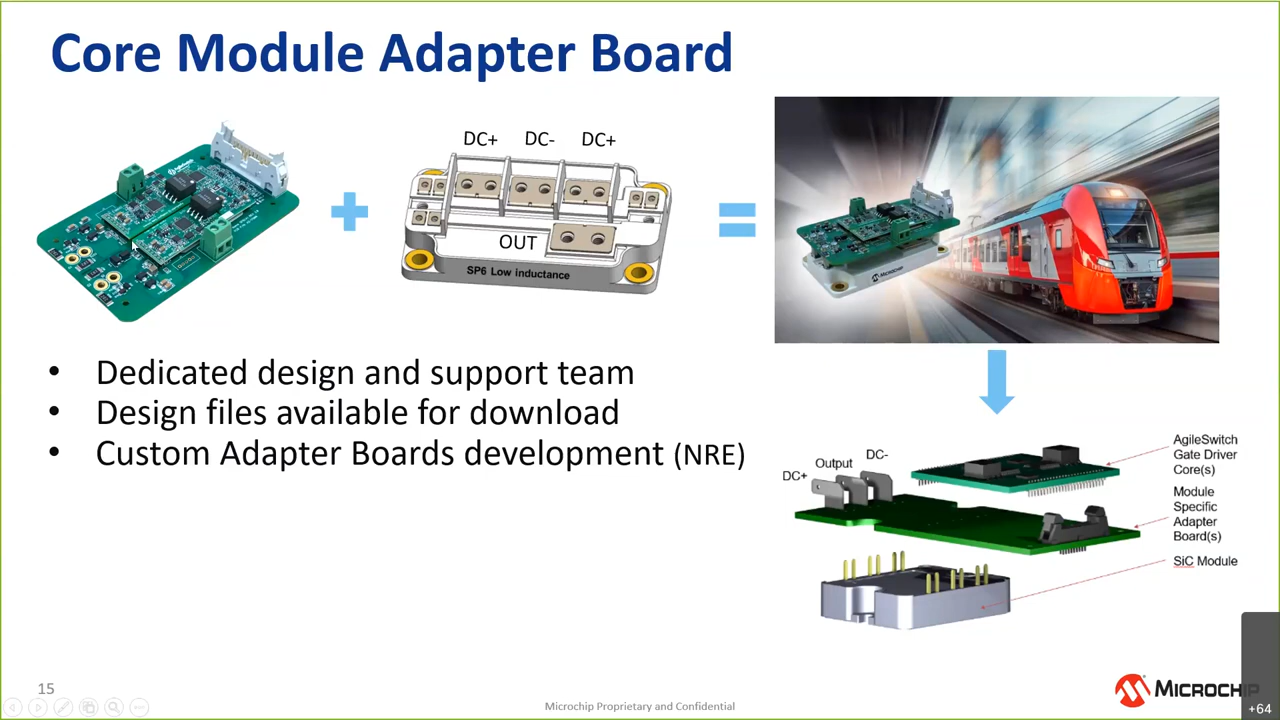 Core Module Adapter Board
DC+ DC- DC+
OUT
SP6 Low inductance
MICROCHIP
• Dedicated design and support team
• Design files available for download
• Custom Adapter Boards development (NRE)
DC+ Output DC-
AgileSwitch
Gate Driver
Core(s)
Module
Specific
Adapter
Board(s)
SiC Module
15
Microchip Proprietary and Confidential
MICROCHIP
+64